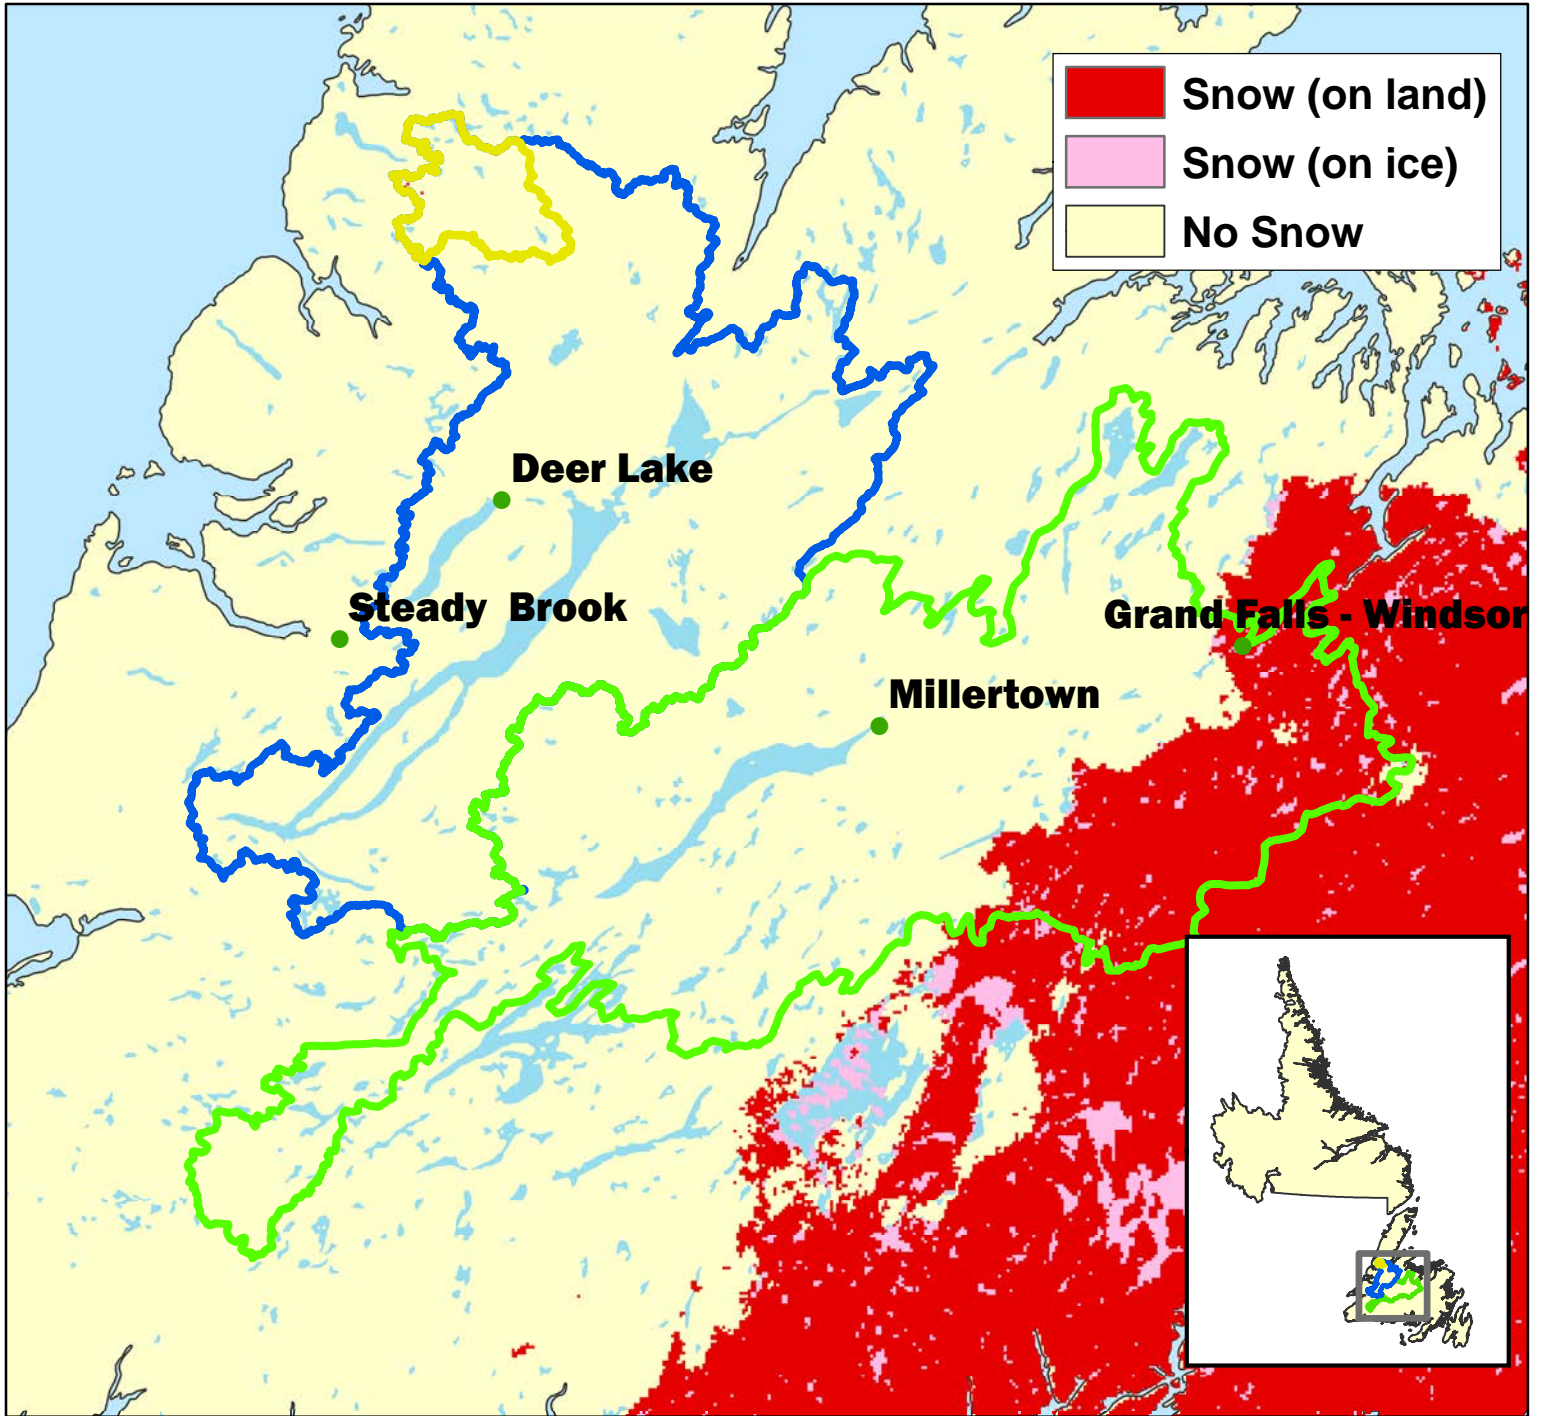 Snow (on land)
Snow (on ice)
No Snow
Deer Lake
Steady Brook
Grand Falls - Windsor
Millertown